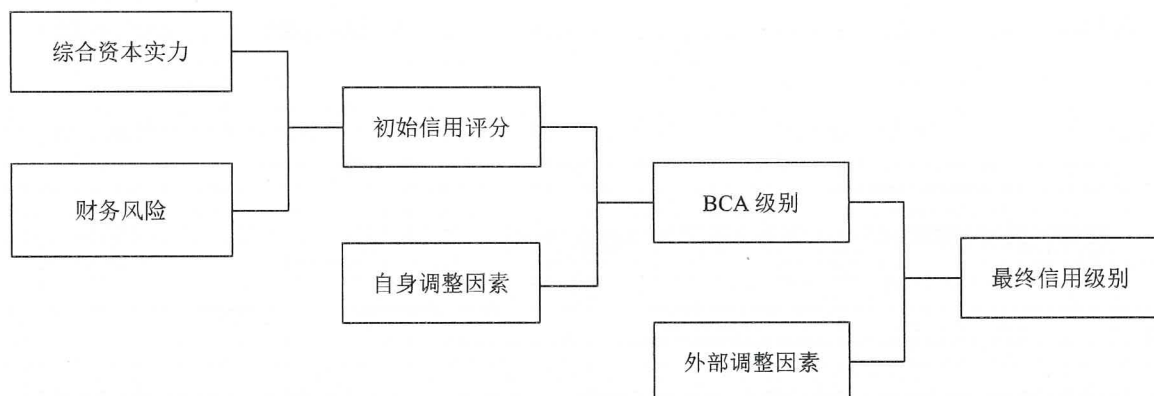 综合资本实力
财务风险
初始信用评分
自身调整因素
BCA 级别
外部调整因素
最终信用级别